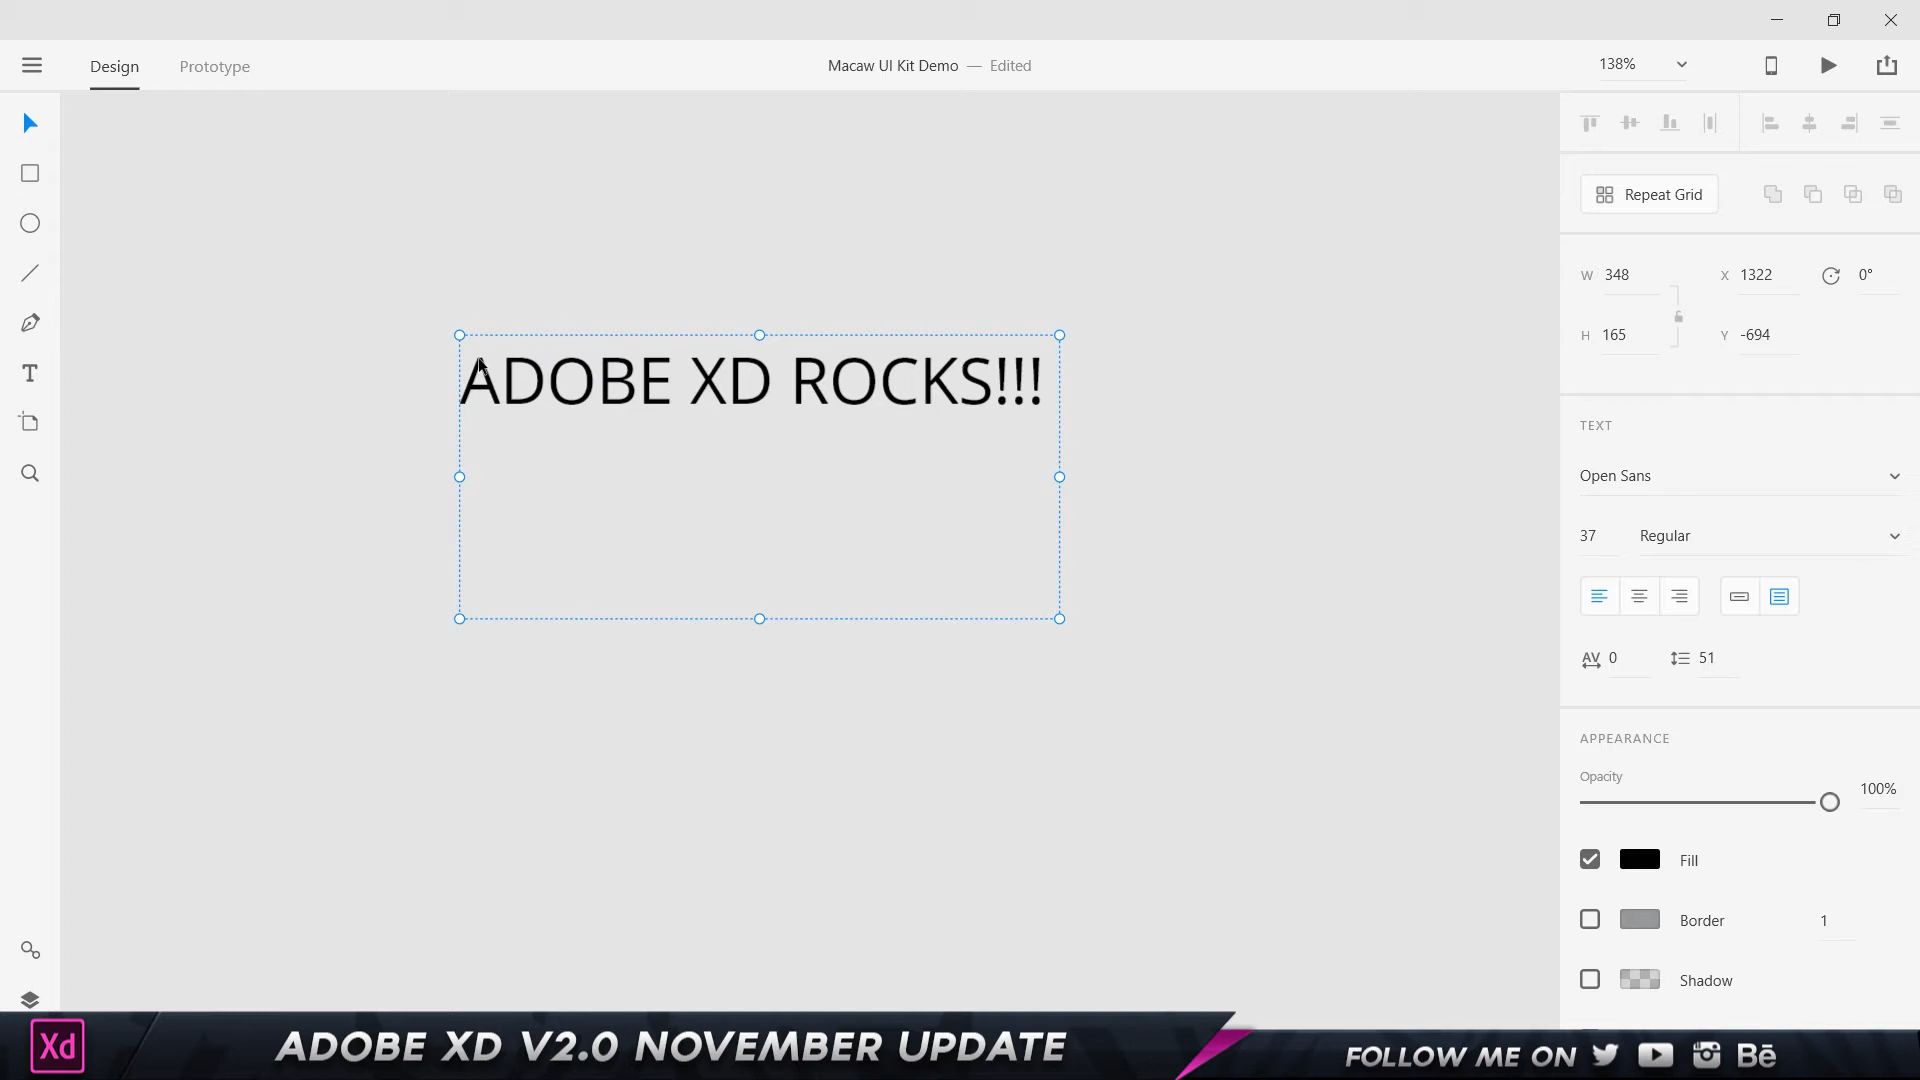 Design
Prototype
Macaw UI Kit Demo — Edited
138%
Repeat Grid
W 348
X 1322
0°
H 165
Y -694
ADOBE XD ROCKS!!!
TEXT
Open Sans
37
Regular
AV 0
51
APPEARANCE
Opacity
100%
Fill
Border
1
Shadow
T
Xd
ADOBE XD V2.0 NOVEMBER UPDATE
FOLLOW ME ON
Bē